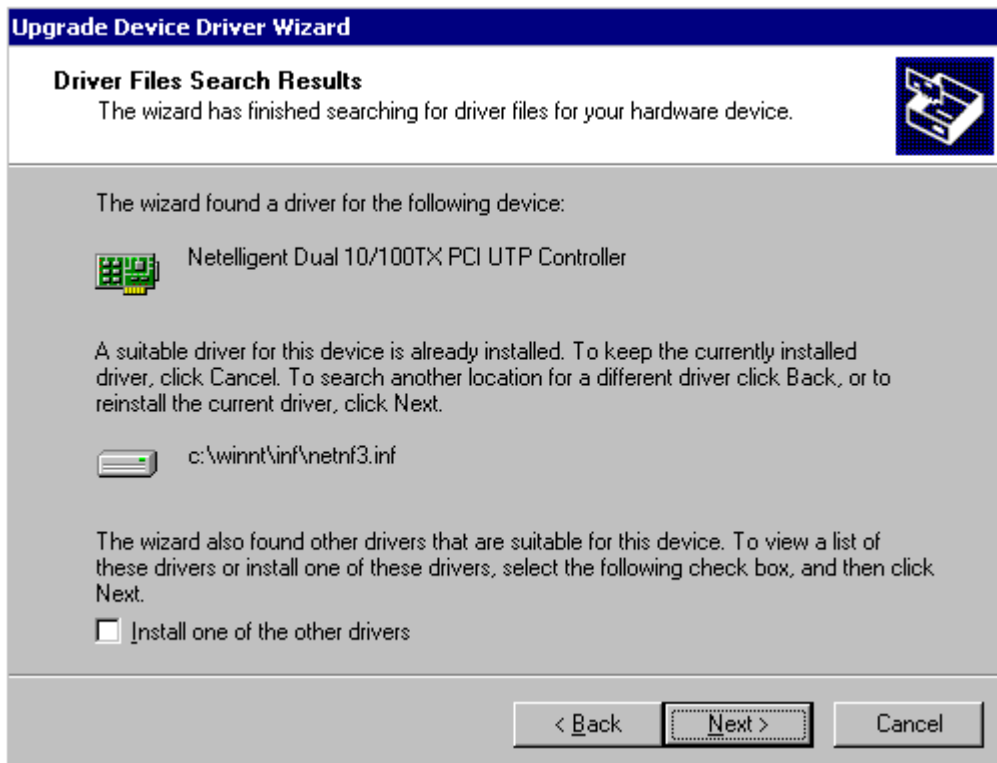 Upgrade Device Driver Wizard
Driver Files Search Results
The wizard has finished searching for driver files for your hardware device.
The wizard found a driver for the following device:
Netelligent Dual 10/100TX PCI UTP Controller
A suitable driver for this device is already installed. To keep the currently installed
driver, click Cancel. To search another location for a different driver click Back, or to
reinstall the current driver, click Next.
c:\winnt\inf\netnf3.inf
The wizard also found other drivers that are suitable for this device. To view a list of
these drivers or install one of these drivers, select the following check box, and then click
Next.
Install one of the other drivers
< Back Next > Cancel